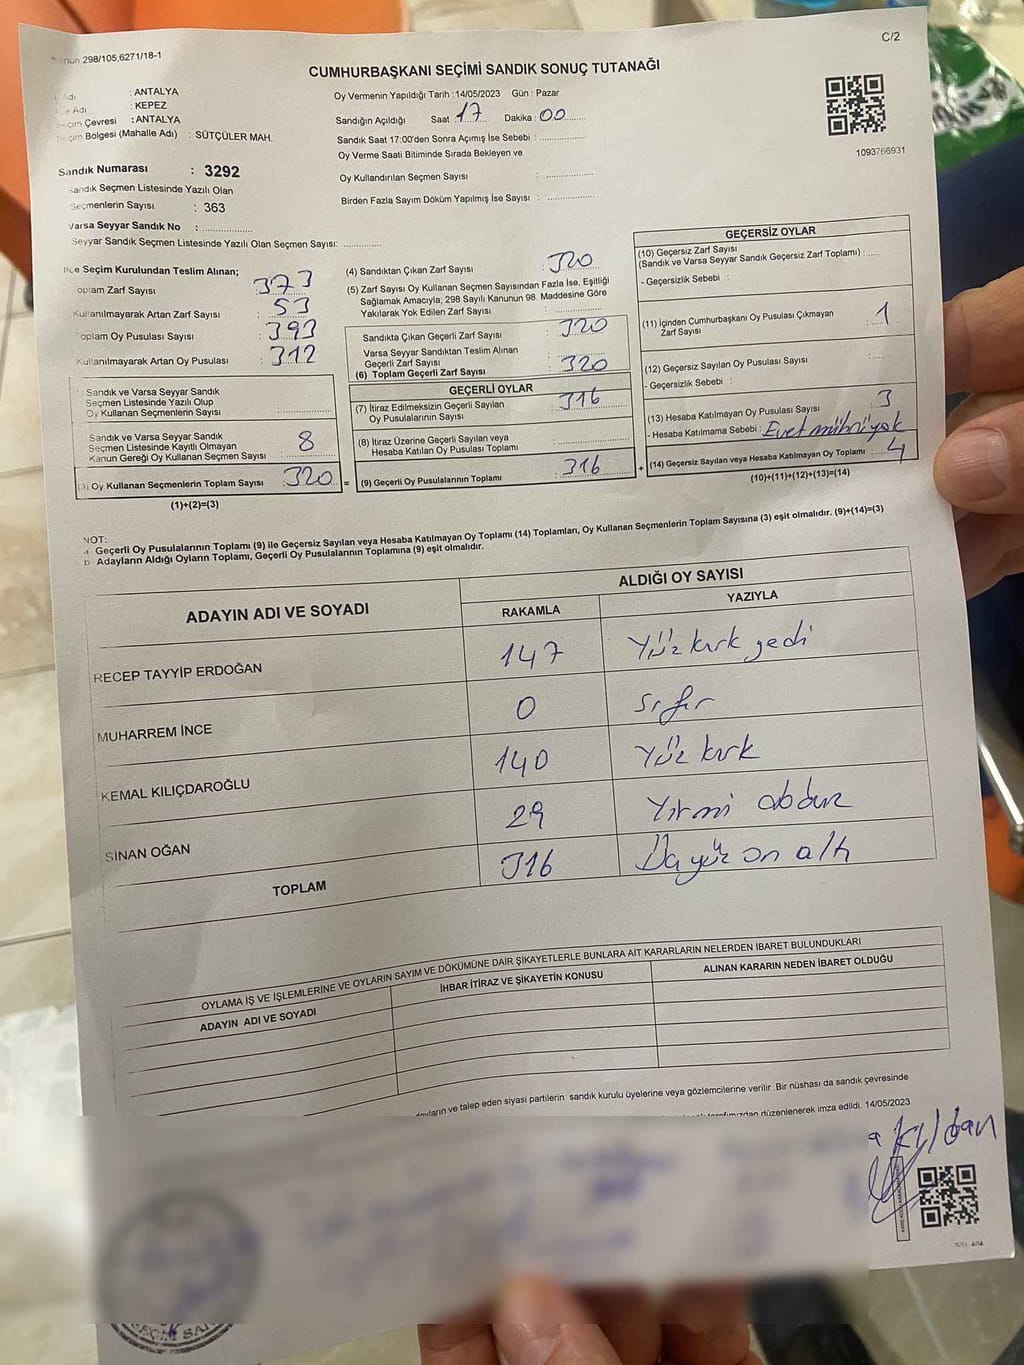 298/105,6271/18-1
C/2
CUMHURBAŞKANI SEÇİMİ SANDIK SONUÇ TUTANAĞI
: ANTALYA
: KEPEZ
Çevresi : ANTALYA
Bölgesi (Mahalle Adı) : SÜTÇÜLER MAH.
Sandık Numarası : 3292
Sandık Seçmen Listesinde Yazılı Olan
Seçmenlerin Sayısı : 363
Varsa Seyyar Sandık No :
Seyyar Sandık Seçmen Listesinde Yazılı Olan Seçmen Sayısı:
Oy Vermenin Yapıldığı Tarih :14/05/2023 Gün : Pazar
Sandığın Açıldığı Saat : 17 Dakika : 00
Sandık Saat 17:00'den Sonra Açımış İse Sebebi :
Oy Verme Saati Bitiminde Sırada Bekleyen ve
Oy Kullandırılan Seçmen Sayısı :
Birden Fazla Sayım Döküm Yapılmış İse Sayısı :
1093766931
İlçe Seçim Kurulundan Teslim Alınan;
Toplam Zarf Sayısı : 373
Kullanılmayarak Artan Zarf Sayısı : 53
Toplam Oy Pusulası Sayısı : 393
Kullanılmayarak Artan Oy Pusulası : 312
Sandık ve Varsa Seyyar Sandık
Seçmen Listesinde Yazılı Olup
Oy Kullanan Seçmenlerin Sayısı :
Sandık ve Varsa Seyyar Sandık
Seçmen Listesinde Kayıtlı Olmayan
Kanun Gereği Oy Kullanan Seçmen Sayısı : 8
(3) Oy Kullanan Seçmenlerin Toplam Sayısı : 320 =
(1)+(2)=(3)
(4) Sandıktan Çıkan Zarf Sayısı : 320
(5) Zarf Sayısı Oy Kullanan Seçmen Sayısından Fazla İse, Eşitliği
Sağlamak Amacıyla, 298 Sayılı Kanunun 98. Maddesine Göre
Yakılarak Yok Edilen Zarf Sayısı :
Sandıkta Çıkan Geçerli Zarf Sayısı : 320
Varsa Seyyar Sandıktan Teslim Alınan
Geçerli Zarf Sayısı :
(6) Toplam Geçerli Zarf Sayısı : 320
GEÇERLİ OYLAR
(7) İtiraz Edilmeksizin Geçerli Sayılan
Oy Pusulalarının Sayısı : 316
(8) İtiraz Üzerine Geçerli Sayılan veya
Hesaba Katılan Oy Pusulası Toplamı :
(9) Geçerli Oy Pusulalarının Toplamı : 316 +
GEÇERSİZ OYLAR
(10) Geçersiz Zarf Sayısı
(Sandık ve Varsa Seyyar Sandık Geçersiz Zarf Toplamı) :
- Geçersizlik Sebebi :
(11) İçinden Cumhurbaşkanı Oy Pusulası Çıkmayan
Zarf Sayısı : 1
(12) Geçersiz Sayılan Oy Pusulası Sayısı :
- Geçersizlik Sebebi :
(13) Hesaba Katılmayan Oy Pusulası Sayısı : 3
- Hesaba Katılmama Sebebi : Evet mührü yok
(14) Geçersiz Sayılan veya Hesaba Katılmayan Oy Toplamı : 4
(10)+(11)+(12)+(13)=(14)
NOT:
a Geçerli Oy Pusulalarının Toplamı (9) ile Geçersiz Sayılan veya Hesaba Katılmayan Oy Toplamı (14) Toplamları, Oy Kullanan Seçmenlerin Toplam Sayısına (3) eşit olmalıdır. (9)+(14)=(3)
b Adayların Aldığı Oyların Toplamı, Geçerli Oy Pusulalarının Toplamına (9) eşit olmalıdır.
ADAYIN ADI VE SOYADI
ALDIĞI OY SAYISI
RAKAMLA YAZIYLA
RECEP TAYYİP ERDOĞAN 147 Yüz kırk yedi
MUHARREM İNCE 0 Sıfır
KEMAL KILIÇDAROĞLU 140 Yüz kırk
SİNAN OĞAN 29 Yirmi dokuz
TOPLAM 316 Üçyüz on altı
OYLAMA İŞ VE İŞLEMLERİNE VE OYLARIN SAYIM VE DÖKÜMÜNE DAİR ŞİKAYETLERLE BUNLARA AİT KARARLARIN NELERDEN İBARET BULUNDUKLARI
ADAYIN ADI VE SOYADI İHBAR İTİRAZ VE ŞİKAYETİN KONUSU ALINAN KARARIN NEDEN İBARET OLDUĞU
ve talep eden siyasi partilerin sandık kurulu üyelerine veya gözlemcilerine verilir .Bir nüshası da sandık çevresinde
düzenlenerek imza edildi. 14/05/2023
SEÇİM